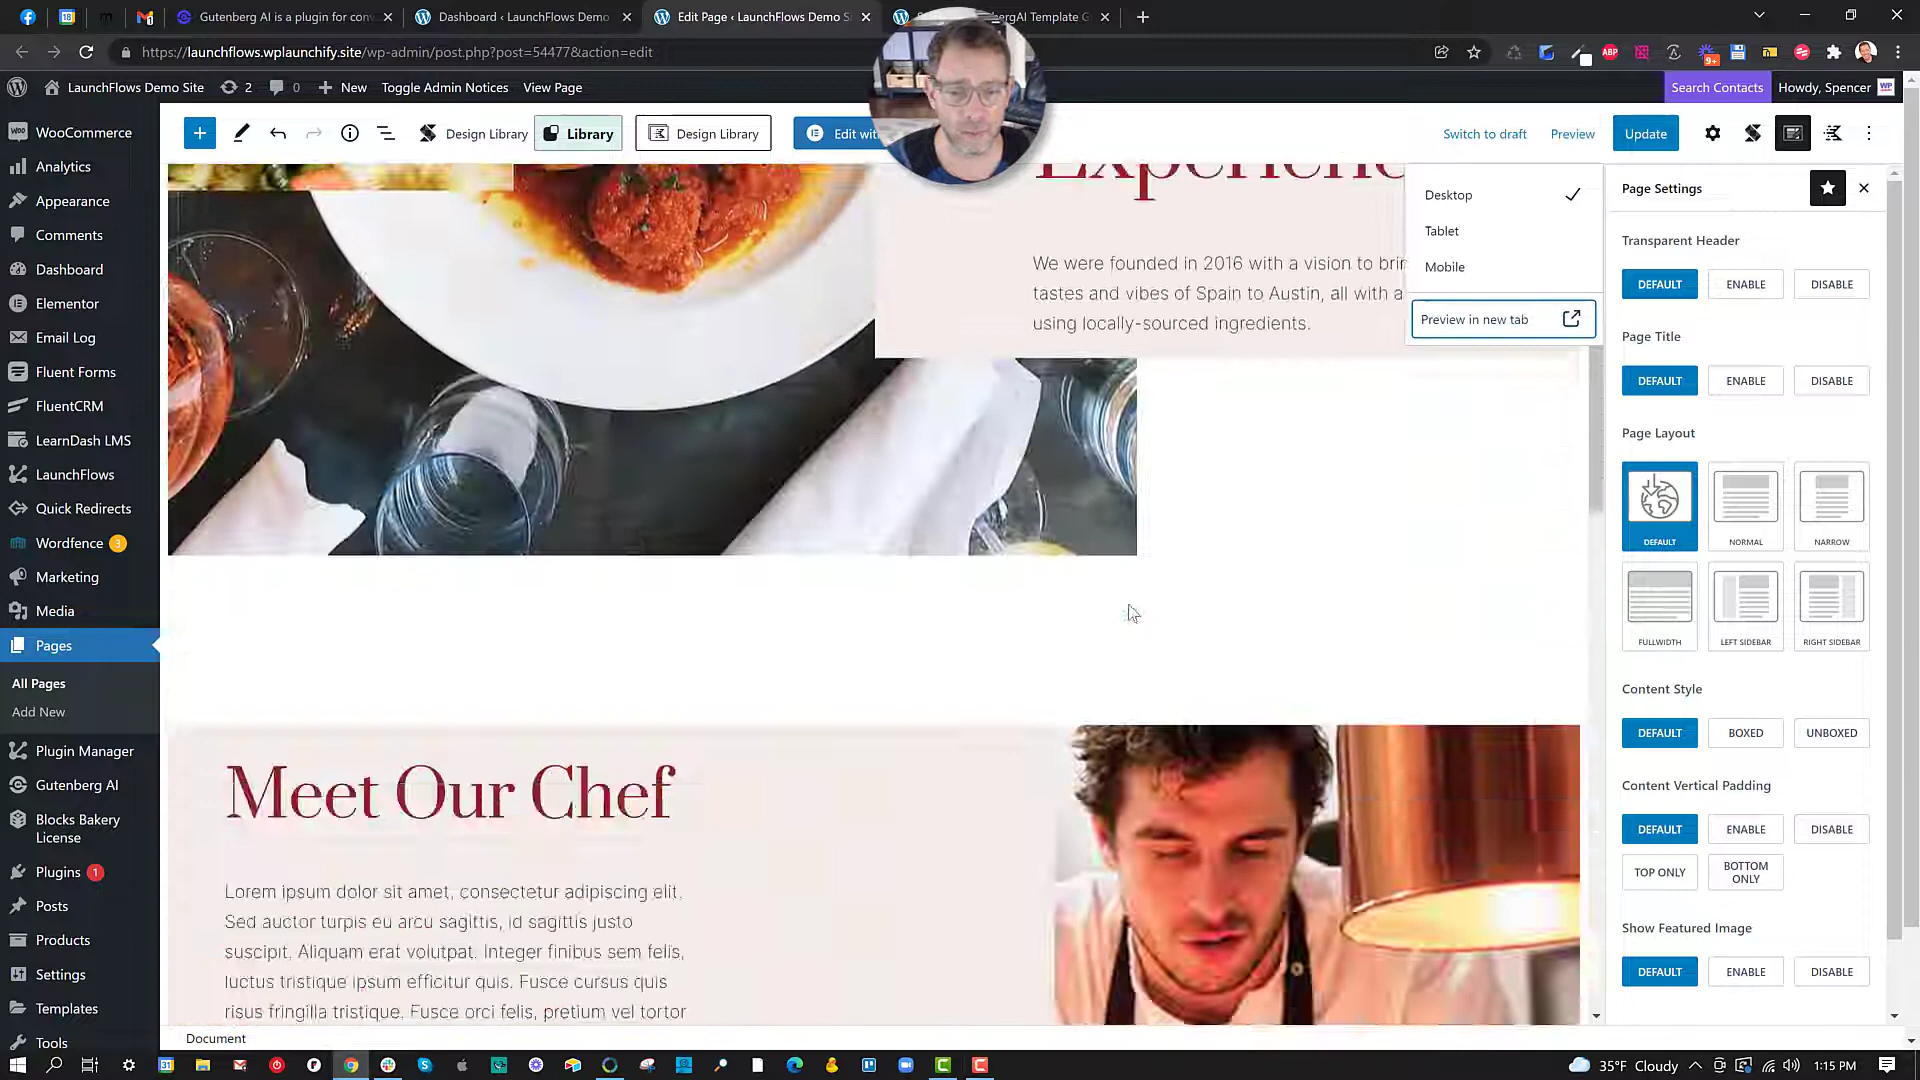 Gutenberg AI is a plugin for con
Dashboard ‹ LaunchFlows Demo
Edit Page ‹ LaunchFlows Demo S
Template G
https://launchflows.wplaunchify.site/wp-admin/post.php?post=54477&action=edit
ABP
9+
LaunchFlows Demo Site
2
0
New
Toggle Admin Notices
View Page
Search Contacts
Howdy, Spencer
WP
Design Library
Library
Design Library
Edit wit
Switch to draft
Preview
Update
WooCommerce
Analytics
Appearance
Comments
Dashboard
Elementor
Email Log
Fluent Forms
FluentCRM
LearnDash LMS
LaunchFlows
Quick Redirects
Wordfence 3
Marketing
Media
Pages
All Pages
Add New
Plugin Manager
Gutenberg AI
Blocks Bakery
License
Plugins 1
Posts
Products
Settings
Templates
Tools
Experien
We were founded in 2016 with a vision to brin
tastes and vibes of Spain to Austin, all with a
using locally-sourced ingredients.
Desktop
Tablet
Mobile
Preview in new tab
Meet Our Chef
Lorem ipsum dolor sit amet, consectetur adipiscing elit.
Sed auctor turpis eu arcu sagittis, id sagittis justo
suscipit. Aliquam erat volutpat. Integer finibus sem felis,
luctus tristique ipsum efficitur quis. Fusce cursus quis
risus fringilla tristique. Fusce orci felis, pretium vel tortor
Document
Page Settings
Transparent Header
DEFAULT
ENABLE
DISABLE
Page Title
DEFAULT
ENABLE
DISABLE
Page Layout
DEFAULT
NORMAL
NARROW
FULLWIDTH
LEFT SIDEBAR
RIGHT SIDEBAR
Content Style
DEFAULT
BOXED
UNBOXED
Content Vertical Padding
DEFAULT
ENABLE
DISABLE
TOP ONLY
BOTTOM
ONLY
Show Featured Image
DEFAULT
ENABLE
DISABLE
35°F Cloudy
1:15 PM